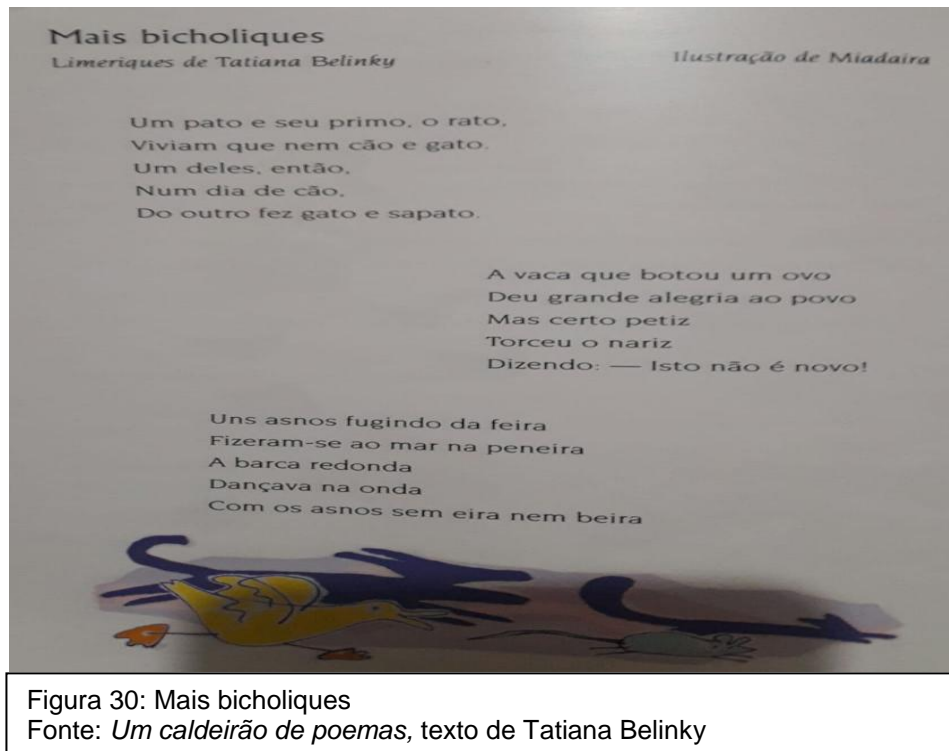 Mais bicholiques
Limeriques de Tatiana Belinky
Ilustração de Miadaira
Um pato e seu primo, o rato,
Viviam que nem cão e gato.
Um deles, então,
Num dia de cão,
Do outro fez gato e sapato.
A vaca que botou um ovo
Deu grande alegria ao povo
Mas certo petiz
Torceu o nariz
Dizendo: — Isto não é novo!
Uns asnos fugindo da feira
Fizeram-se ao mar na peneira
A barca redonda
Dançava na onda
Com os asnos sem eira nem beira
Figura 30: Mais bicholiques
Fonte: Um caldeirão de poemas, texto de Tatiana Belinky